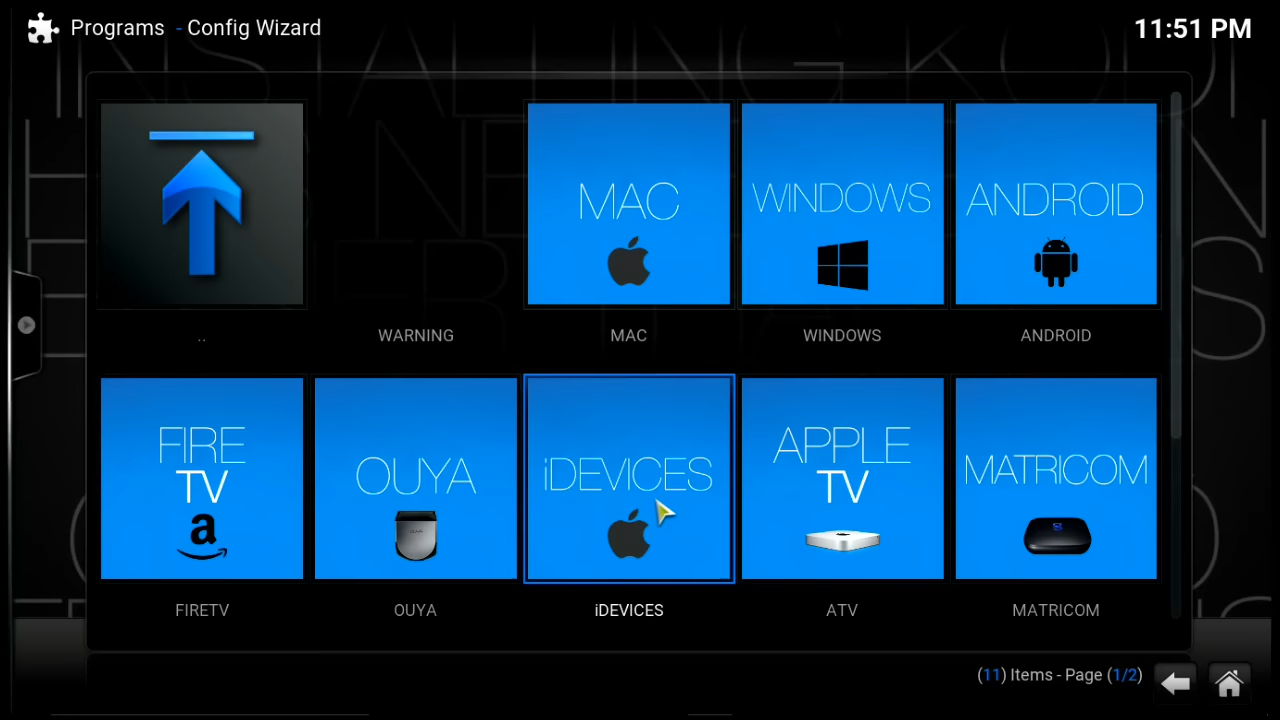 Programs - Config Wizard
11:51 PM
MAC
WINDOWS
ANDROID
..
WARNING
MAC
WINDOWS
ANDROID
FIRE
TV
a
OUYA
iDEVICES
APPLE
TV
MATRICOM
FIRETV
OUYA
iDEVICES
ATV
MATRICOM
(11) Items - Page (1/2)